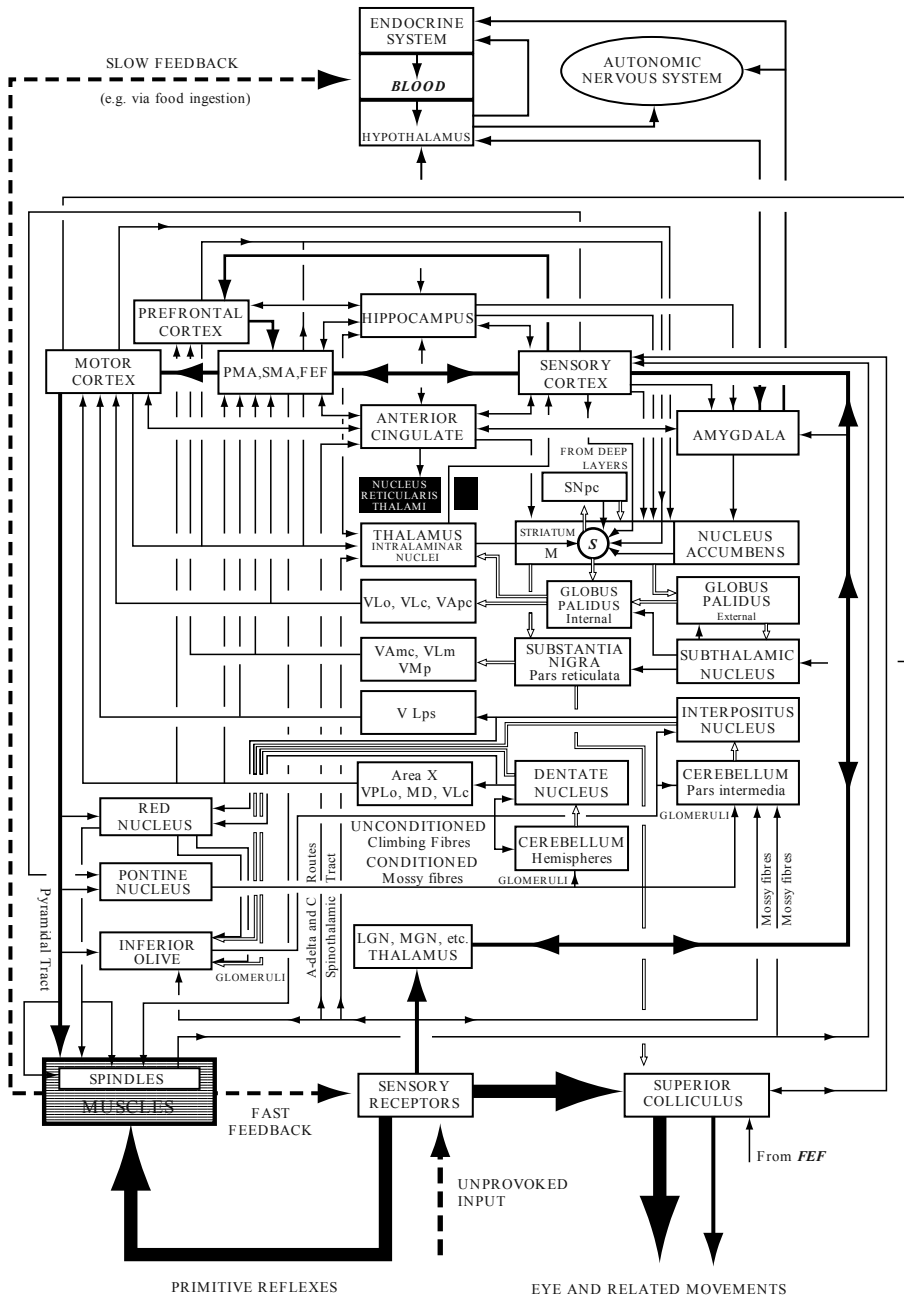 ENDOCRINE
SYSTEM
BLOOD
HYPOTHALAMUS
AUTONOMIC
NERVOUS SYSTEM
SLOW FEEDBACK
(e.g. via food ingestion)
PREFRONTAL
CORTEX
HIPPOCAMPUS
MOTOR
CORTEX
PMA,SMA,FEF
SENSORY
CORTEX
ANTERIOR
CINGULATE
AMYGDALA
FROM DEEP
LAYERS
NUCLEUS
RETICULARIS
THALAMI
SNpc
THALAMUS
INTRALAMINAR
NUCLEI
STRIATUM
M
S
NUCLEUS
ACCUMBENS
VLo, VLc, VApc
GLOBUS
PALIDUS
Internal
GLOBUS
PALIDUS
External
VAmc, VLm
VMp
SUBSTANTIA
NIGRA
Pars reticulata
SUBTHALAMIC
NUCLEUS
V Lps
INTERPOSITUS
NUCLEUS
Area X
VPLo, MD, VLc
DENTATE
NUCLEUS
CEREBELLUM
Pars intermedia
GLOMERULI
RED
NUCLEUS
UNCONDITIONED
Climbing Fibres
CONDITIONED
Mossy fibres
CEREBELLUM
Hemispheres
GLOMERULI
PONTINE
NUCLEUS
Pyramidal Tract
A-delta and C Routes
Spinothalamic Tract
Mossy fibres
Mossy fibres
INFERIOR
OLIVE
GLOMERULI
LGN, MGN, etc.
THALAMUS
SPINDLES
MUSCLES
FAST
FEEDBACK
SENSORY
RECEPTORS
SUPERIOR
COLLICULUS
From FEF
UNPROVOKED
INPUT
PRIMITIVE REFLEXES
EYE AND RELATED MOVEMENTS